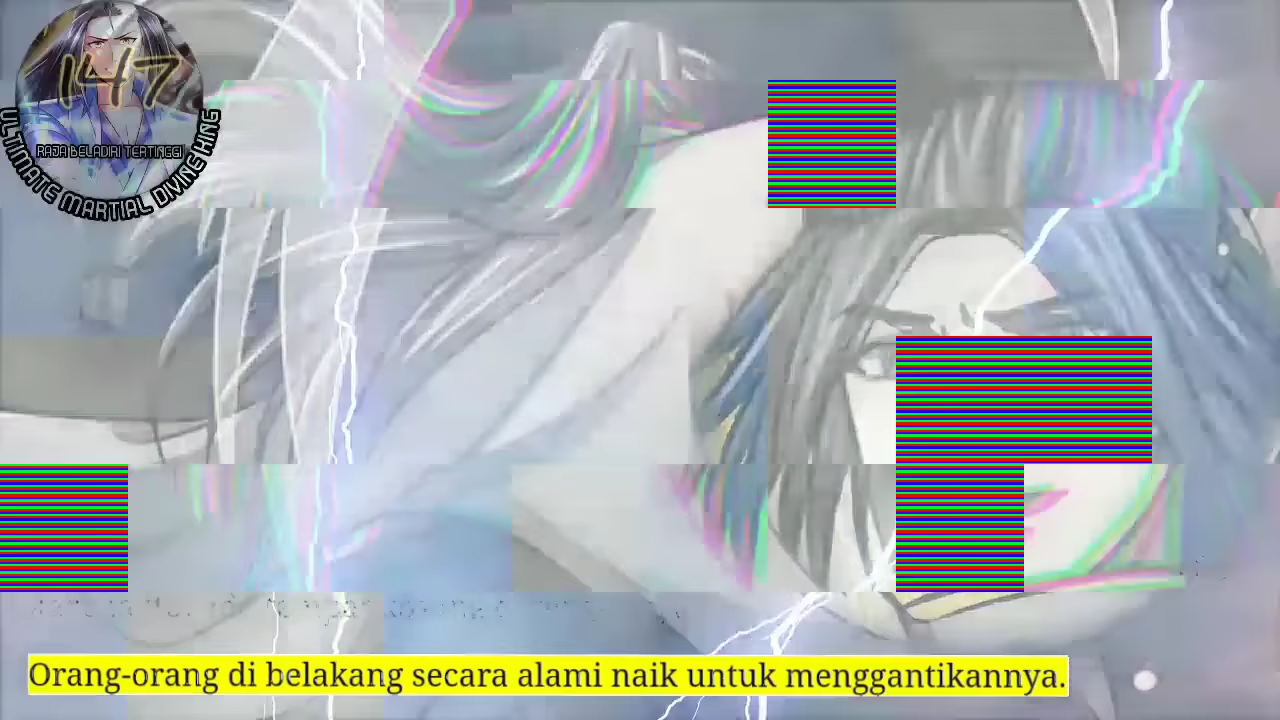 147
RAJA BELADIRI TERTINGGI
ULTIMATE MARTIAL DIVINE KING
Orang-orang di belakang secara alami naik untuk menggantikannya.